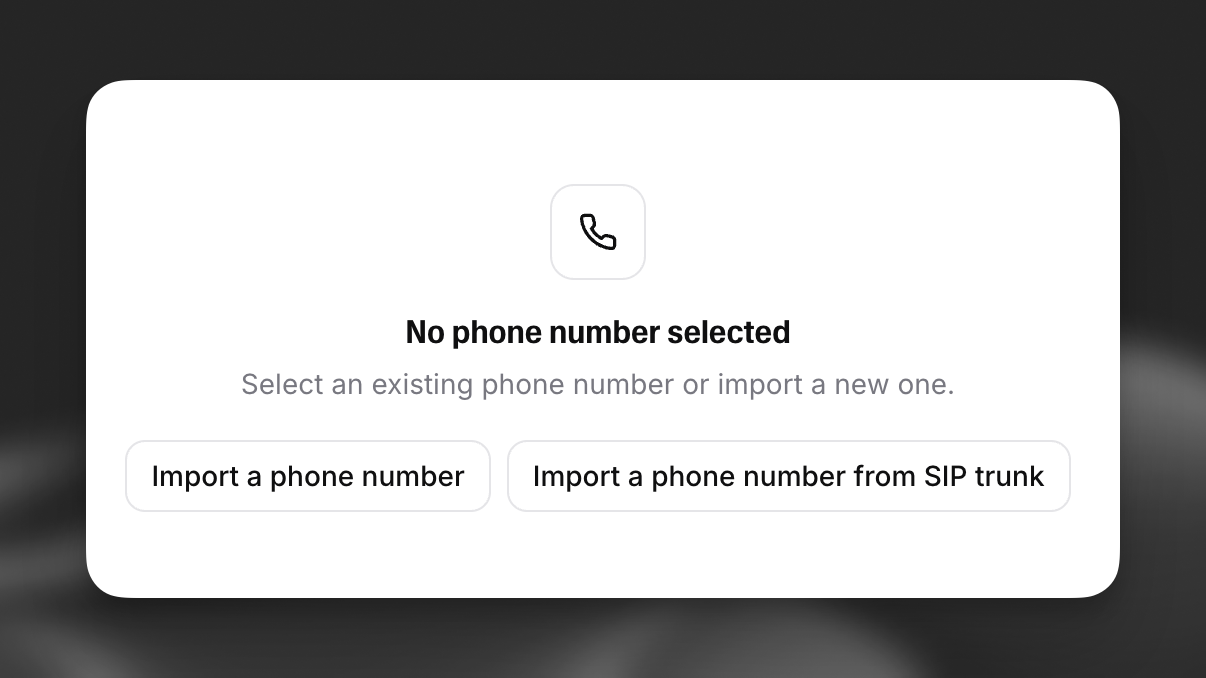 No phone number selected
Select an existing phone number or import a new one.
Import a phone number
Import a phone number from SIP trunk